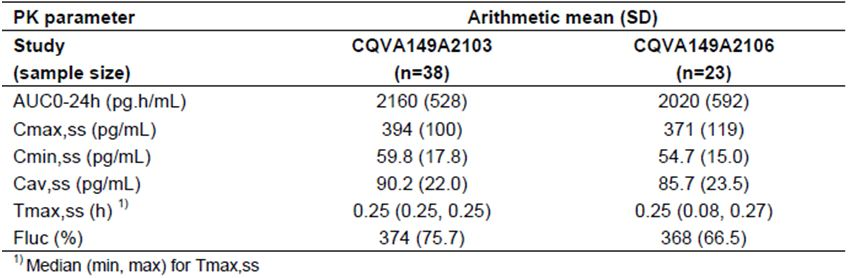 PK parameter Arithmetic mean (SD)
Study CQVA149A2103 CQVA149A2106
(sample size) (n=38) (n=23)
AUC0-24h (pg.h/mL) 2160 (528) 2020 (592)
Cmax,ss (pg/mL) 394 (100) 371 (119)
Cmin,ss (pg/mL) 59.8 (17.8) 54.7 (15.0)
Cav,ss (pg/mL) 90.2 (22.0) 85.7 (23.5)
Tmax,ss (h) 1) 0.25 (0.25, 0.25) 0.25 (0.08, 0.27)
Fluc (%) 374 (75.7) 368 (66.5)
1) Median (min, max) for Tmax,ss